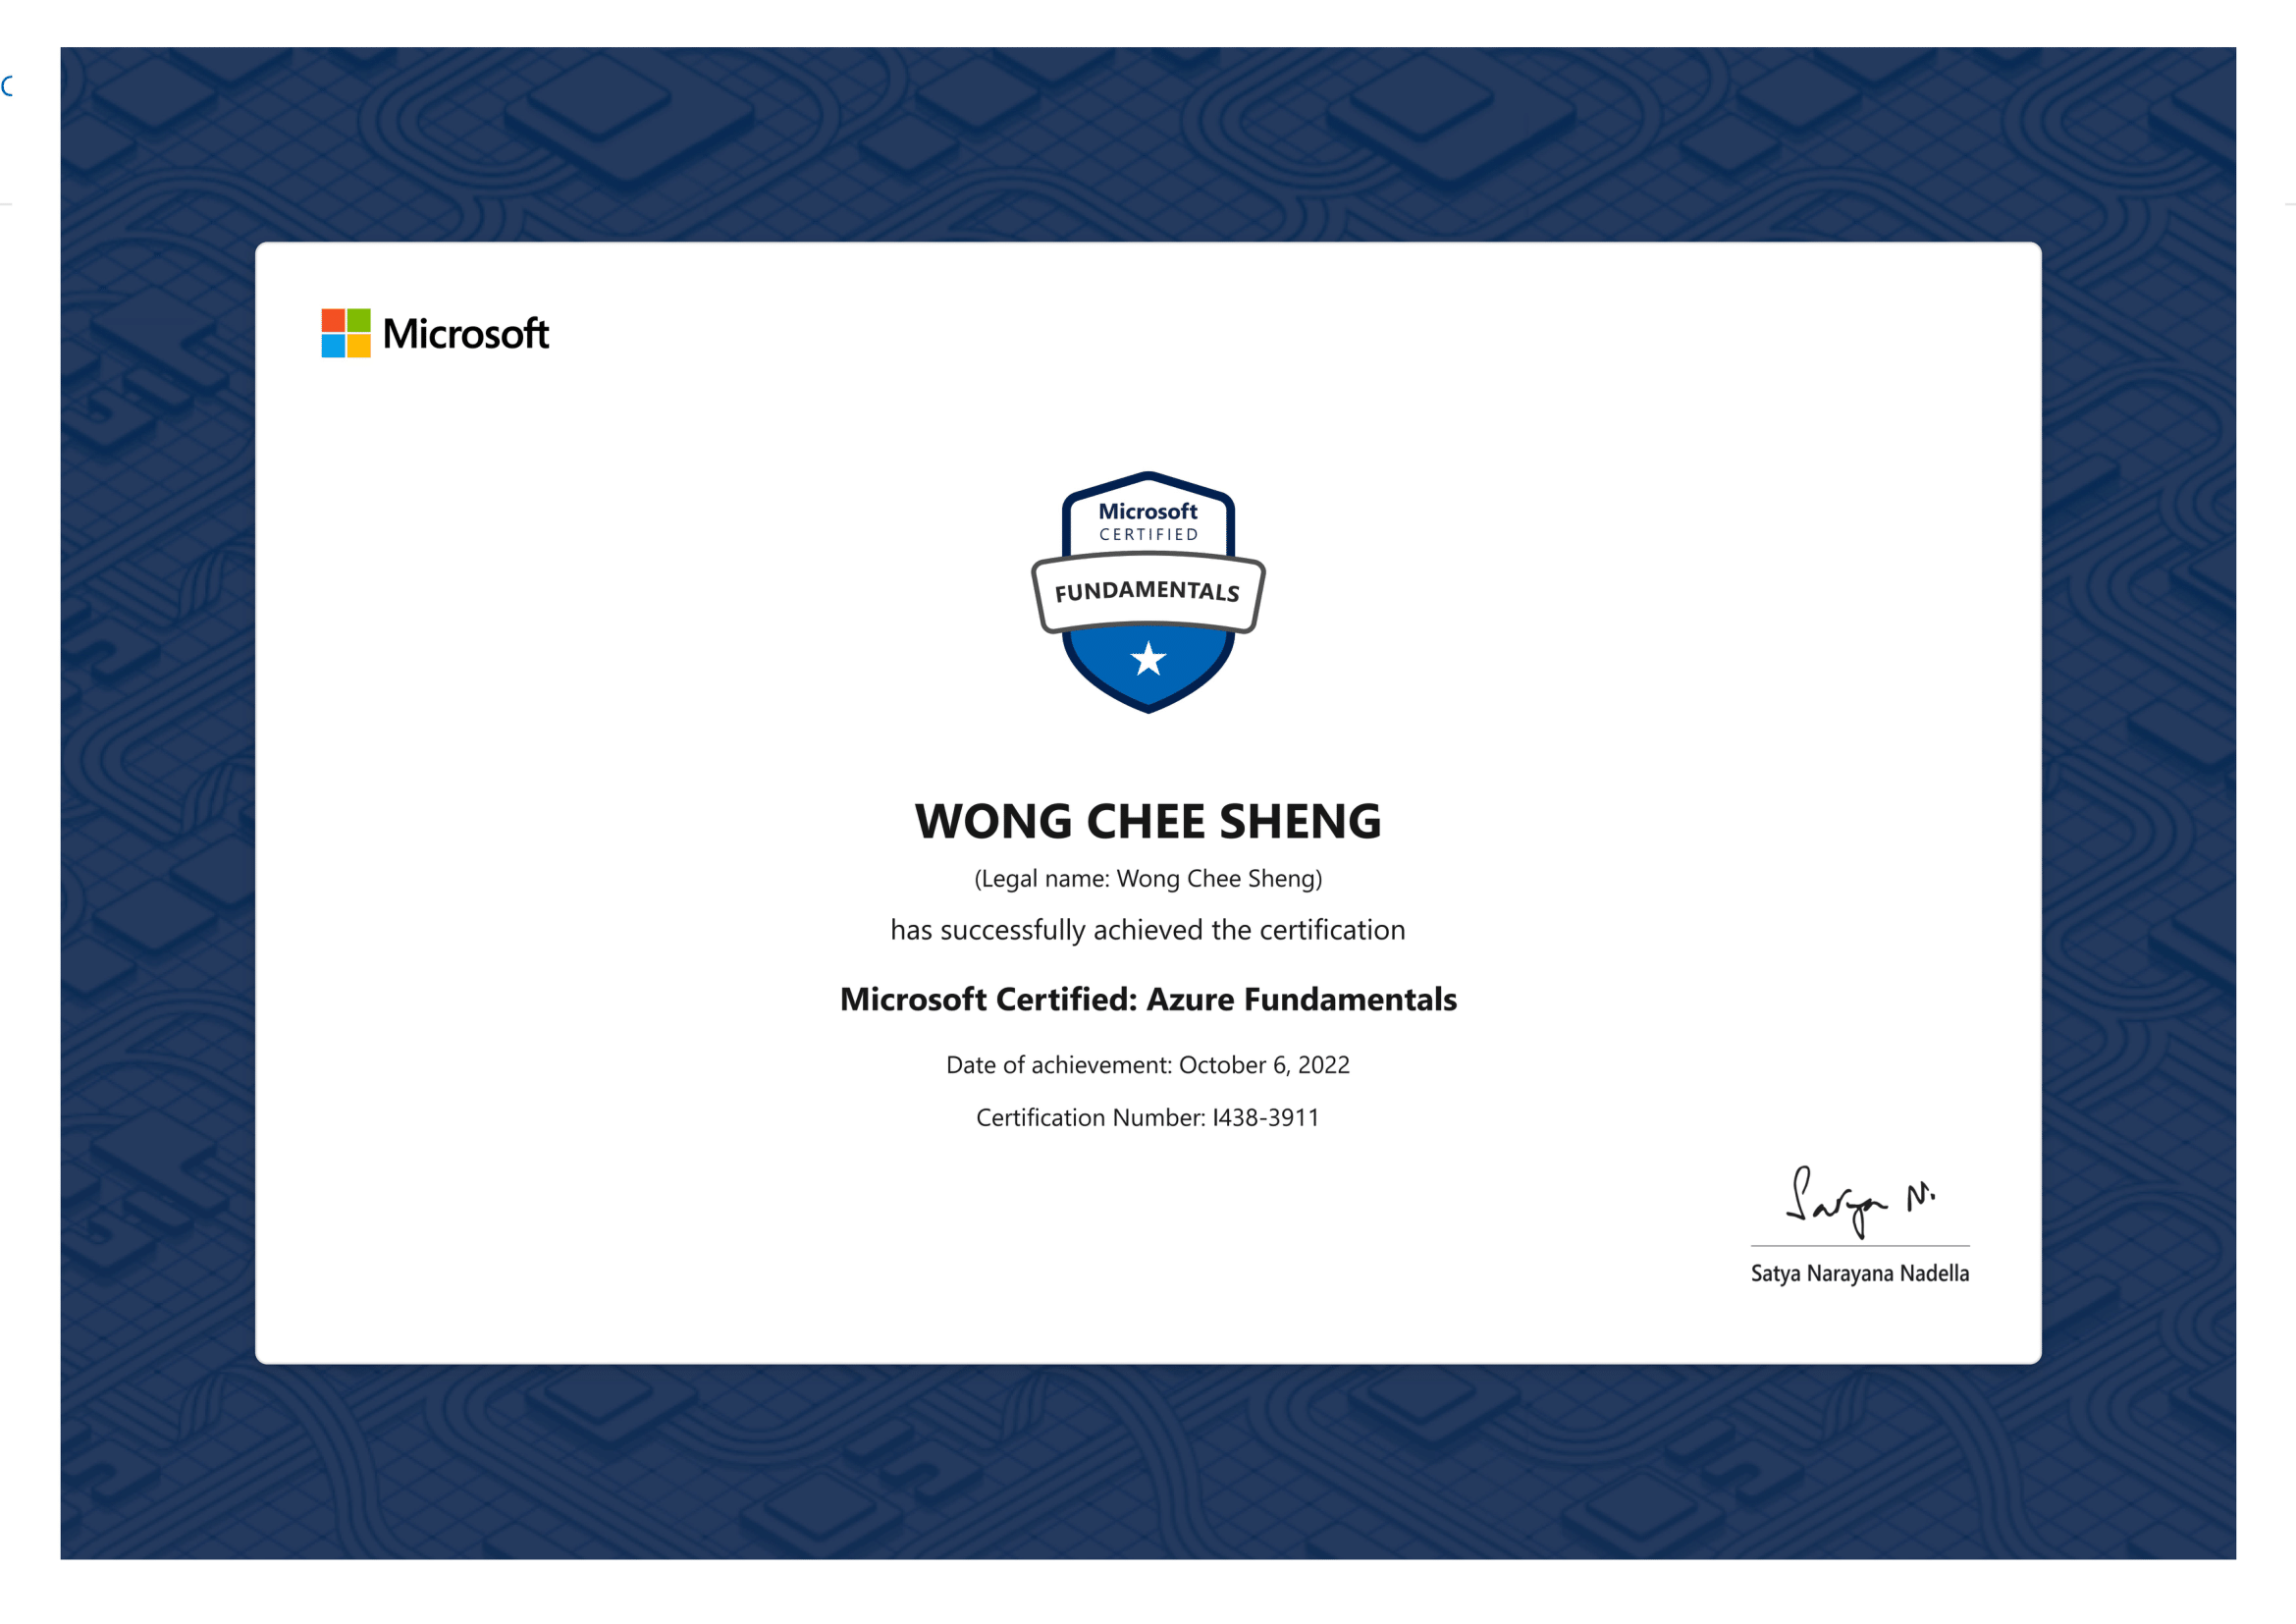 Microsoft
Microsoft
CERTIFIED
FUNDAMENTALS
WONG CHEE SHENG
(Legal name: Wong Chee Sheng)
has successfully achieved the certification
Microsoft Certified: Azure Fundamentals
Date of achievement: October 6, 2022
Certification Number: I438-3911
Satya N.
Satya Narayana Nadella